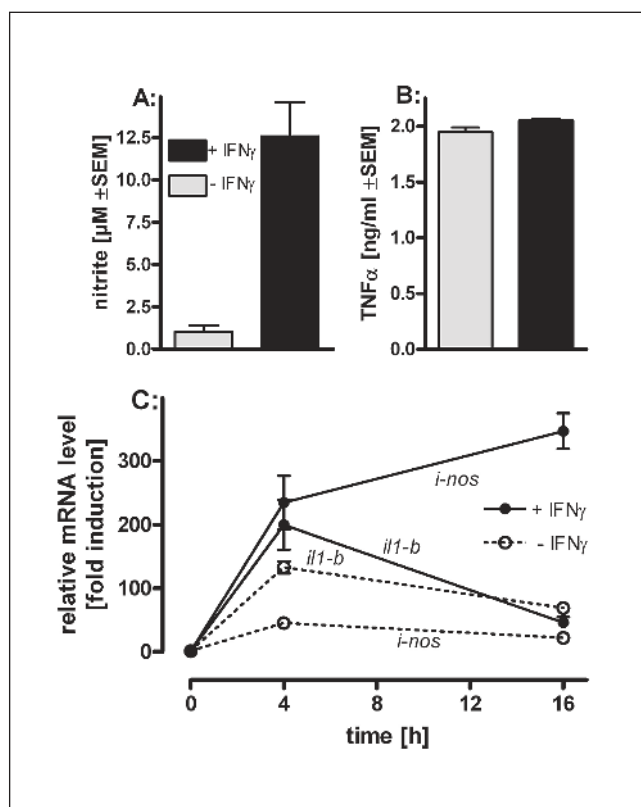 A:
nitrite [µM ±SEM]
12.5
10.0
7.5
5.0
2.5
0.0
+ IFNγ
- IFNγ
B:
TNFα [ng/ml ±SEM]
2.0
1.5
1.0
0.5
0.0
C:
relative mRNA level
[fold induction]
300
200
100
0
i-nos
il1-b
il1-b
i-nos
+ IFNγ
- IFNγ
0
4
8
12
16
time [h]